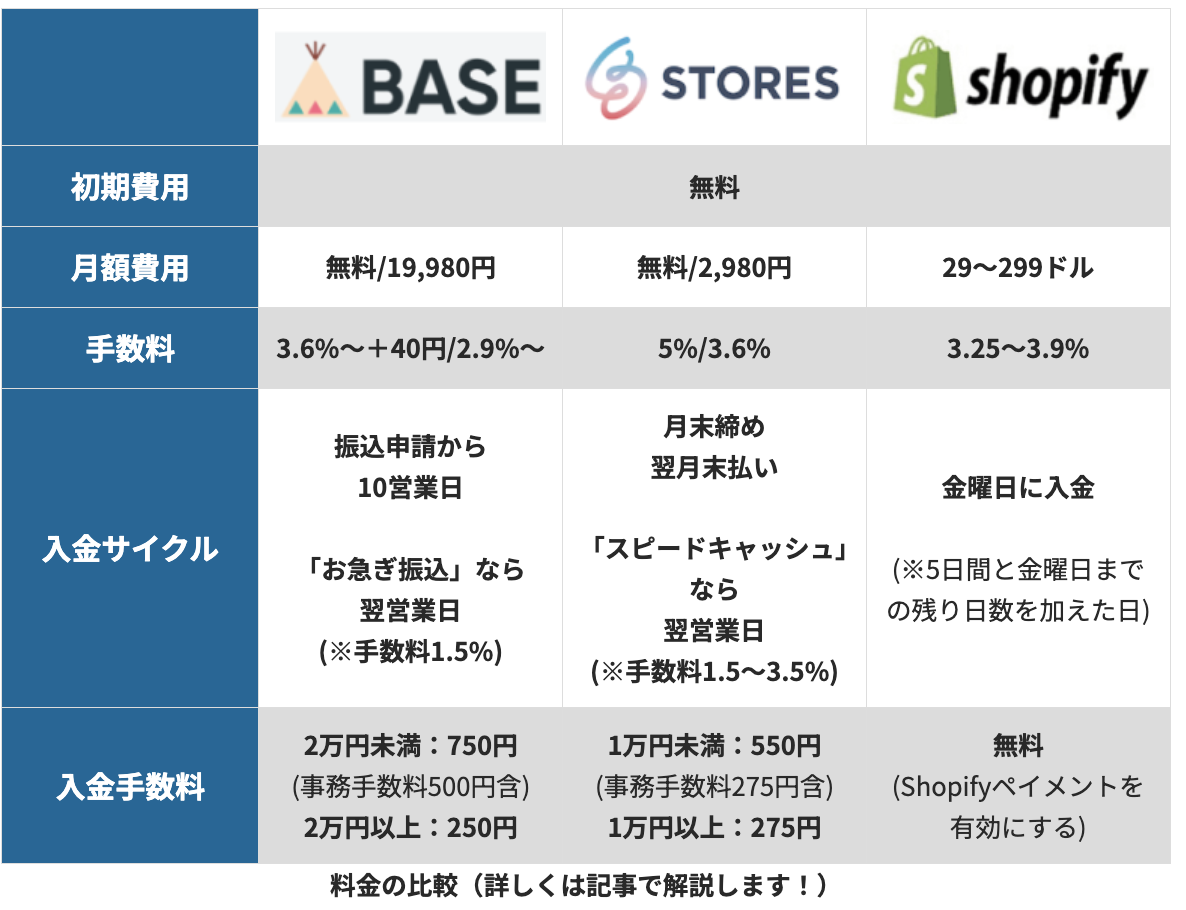 BASE
STORES
shopify
初期費用
無料
月額費用
無料/19,980円
無料/2,980円
29〜299ドル
手数料
3.6%〜＋40円/2.9%〜
5%/3.6%
3.25〜3.9%
入金サイクル
振込申請から
10営業日
「お急ぎ振込」なら
翌営業日
(※手数料1.5%)
月末締め
翌月末払い
「スピードキャッシュ」
なら
翌営業日
(※手数料1.5〜3.5%)
金曜日に入金
(※5日間と金曜日まで
の残り日数を加えた日)
入金手数料
2万円未満：750円
(事務手数料500円含)
2万円以上：250円
1万円未満：550円
(事務手数料275円含)
1万円以上：275円
無料
(Shopifyペイメントを
有効にする)
料金の比較（詳しくは記事で解説します！）